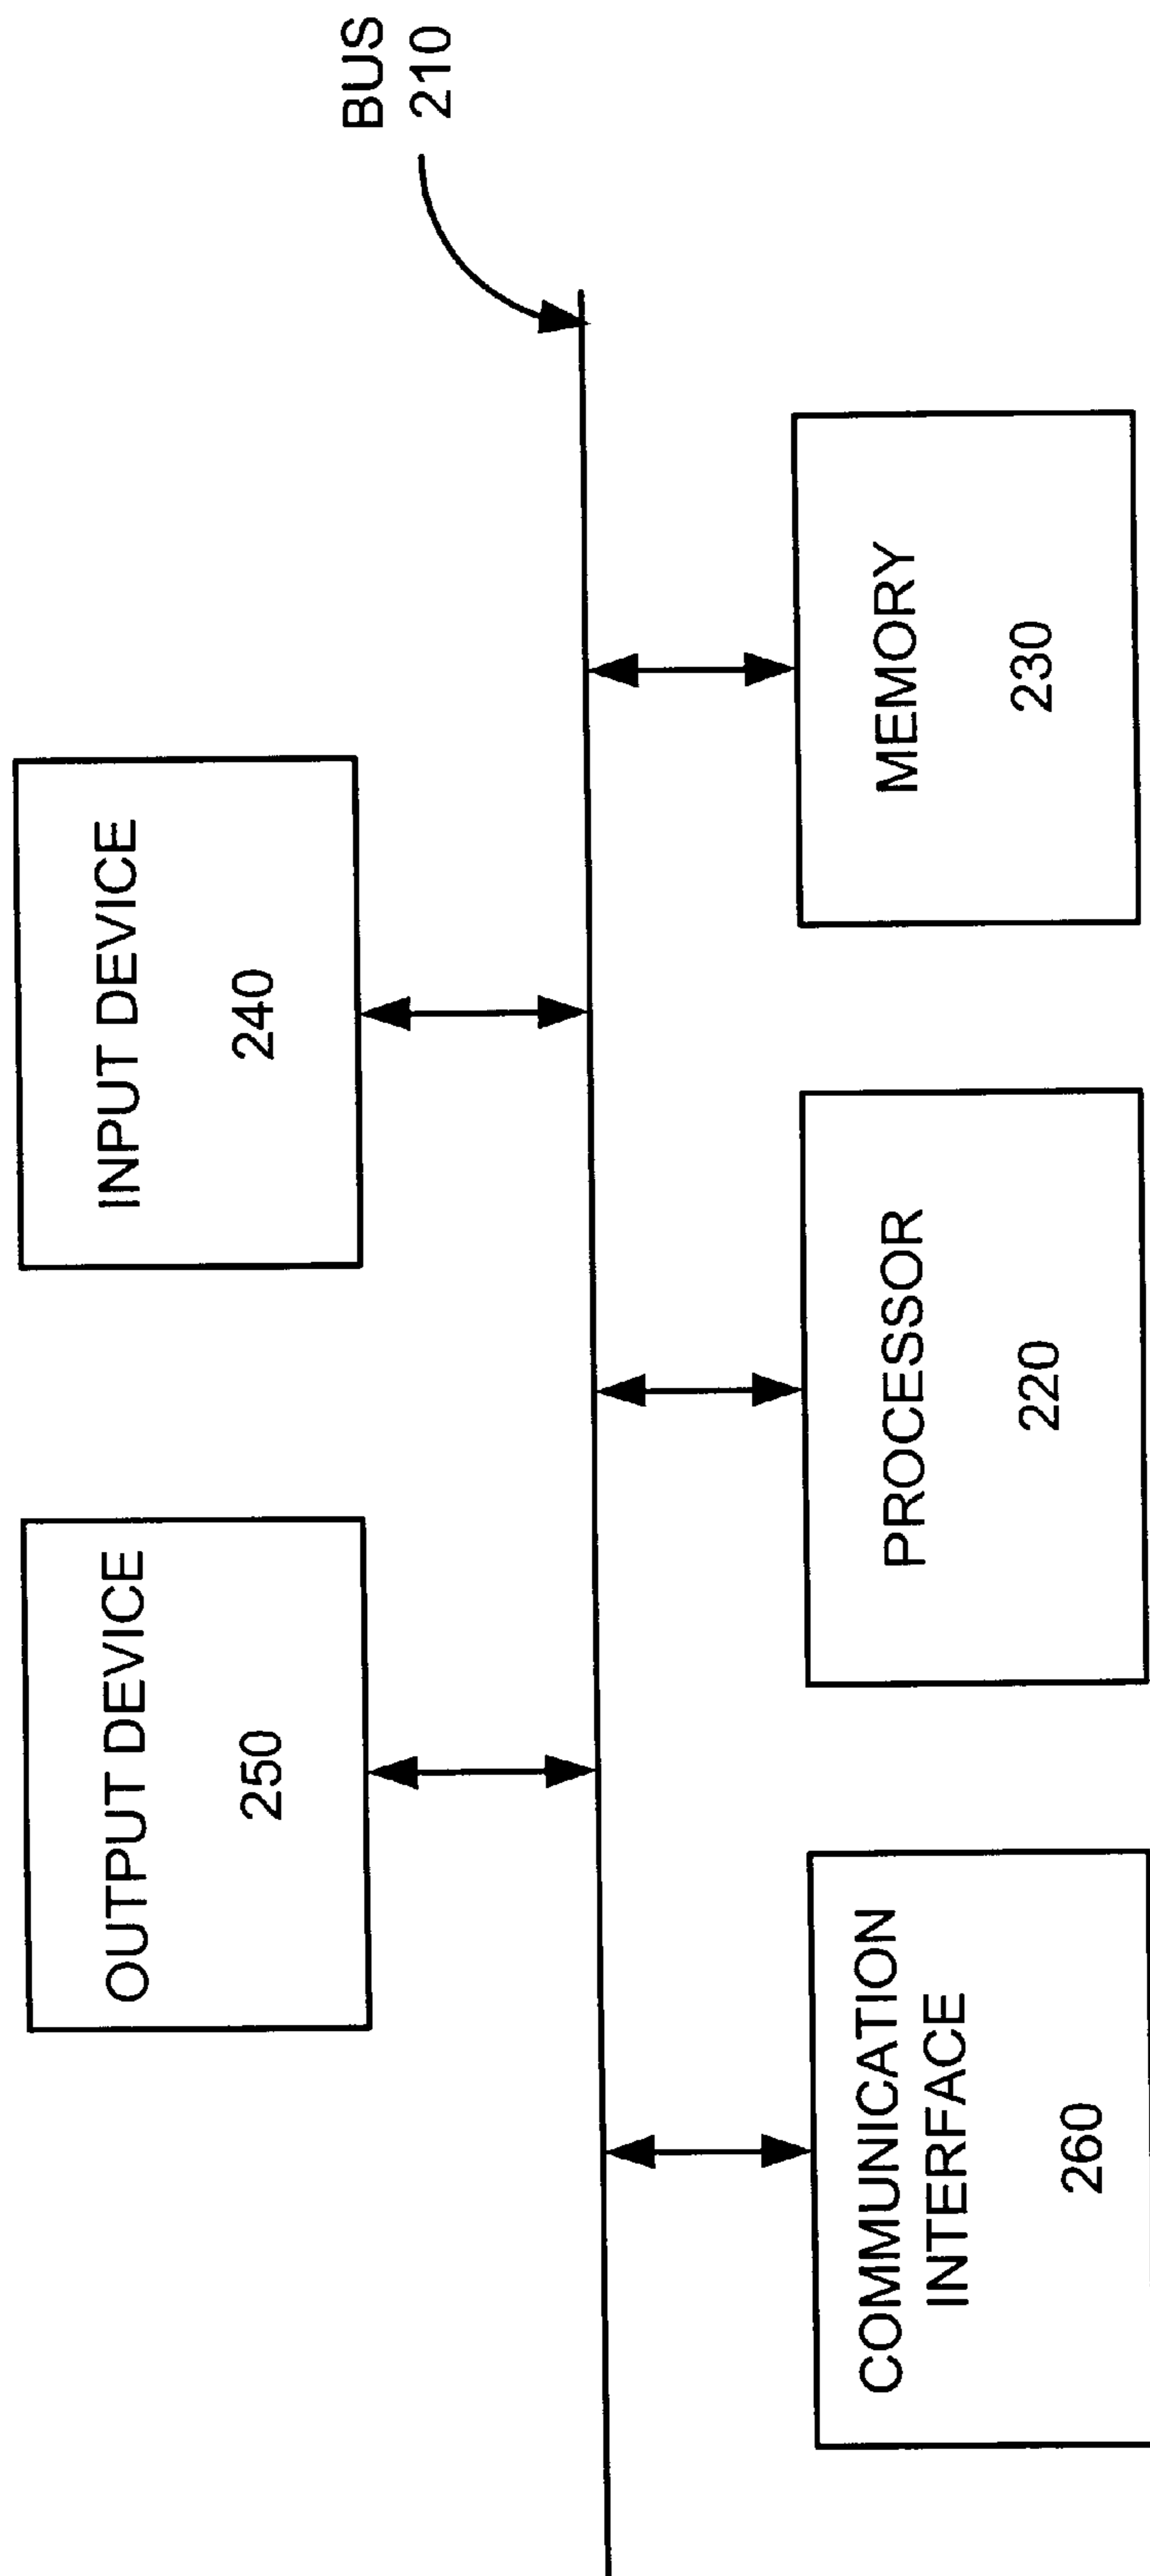 OUTPUT DEVICE
250
INPUT DEVICE
240
BUS
210
COMMUNICATION
INTERFACE
260
PROCESSOR
220
MEMORY
230